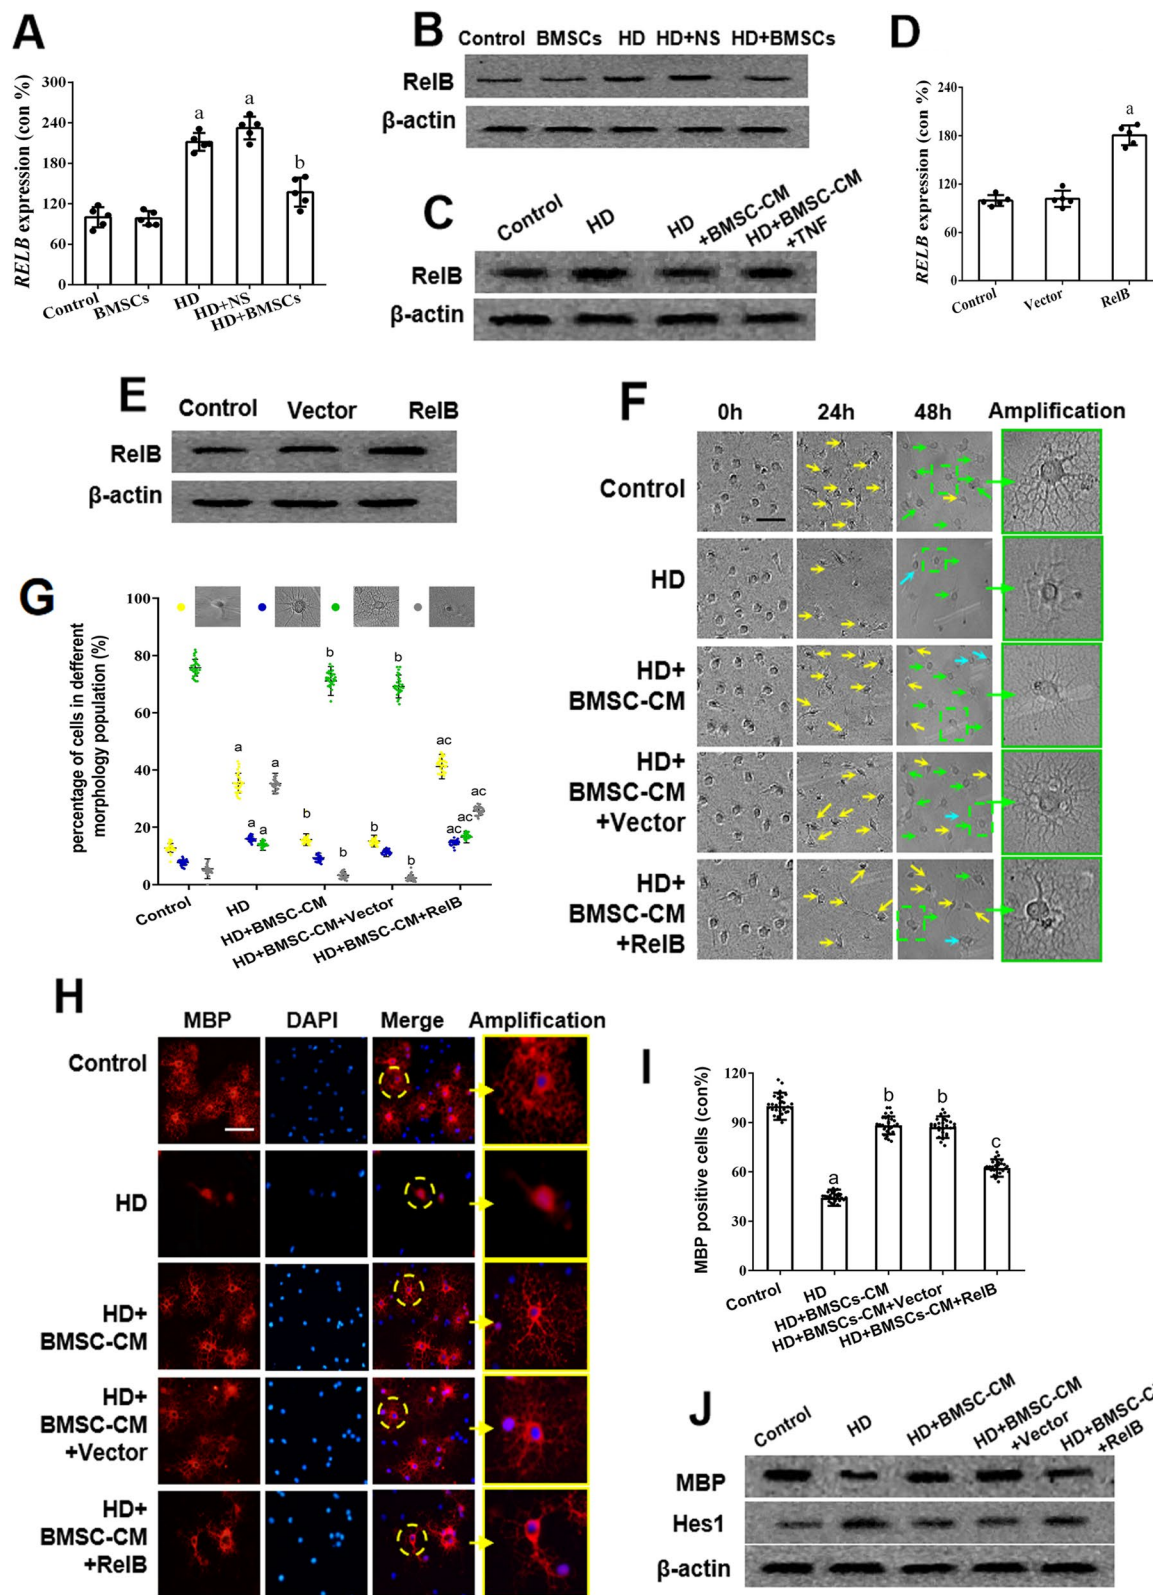 A
RELB expression (con %)
300
240
180
120
60
0
a
a
b
Control
BMSCs
HD
HD+NS
HD+BMSCs
B
Control BMSCs HD HD+NS HD+BMSCs
RelB
β-actin
C
Control
HD
HD
+BMSC-CM
HD+BMSC-CM
+TNF
RelB
β-actin
D
RELB expression (con %)
240
180
120
60
0
a
Control
Vector
RelB
E
Control Vector RelB
RelB
β-actin
F
0h 24h 48h Amplification
Control
HD
HD+
BMSC-CM
HD+
BMSC-CM
+Vector
HD+
BMSC-CM
+RelB
G
percentage of cells in defferent
morphology population (%)
100
80
60
40
20
0
a
a
a
a
b
b
b
b
b
b
ac
ac
ac
ac
Control
HD
HD+BMSC-CM
HD+BMSC-CM+Vector
HD+BMSC-CM+RelB
H
MBP DAPI Merge Amplification
Control
HD
HD+
BMSC-CM
HD+
BMSC-CM
+Vector
HD+
BMSC-CM
+RelB
I
MBP positive cells (con%)
120
90
60
30
0
a
b
b
c
Control
HD
HD+BMSCs-CM
HD+BMSCs-CM+Vector
HD+BMSCs-CM+RelB
J
Control
HD
HD+BMSC-CM
HD+BMSC-CM
+Vector
HD+BMSC-C
+RelB
MBP
Hes1
β-actin